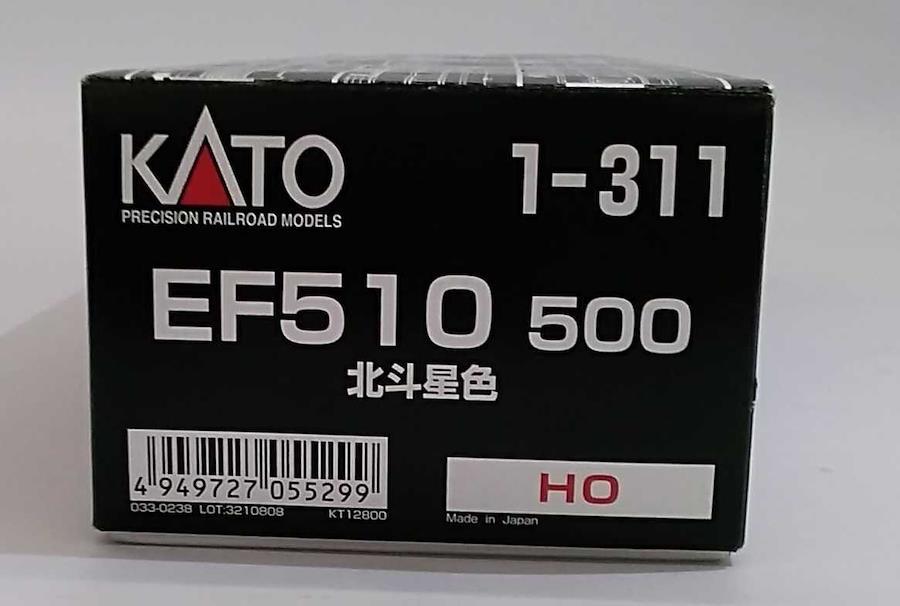 KATO
PRECISION RAILROAD MODELS
1-311
EF510 500
北斗星色
4 949727 055299
033-0238 LOT:3210808 KT12800
HO
Made in Japan